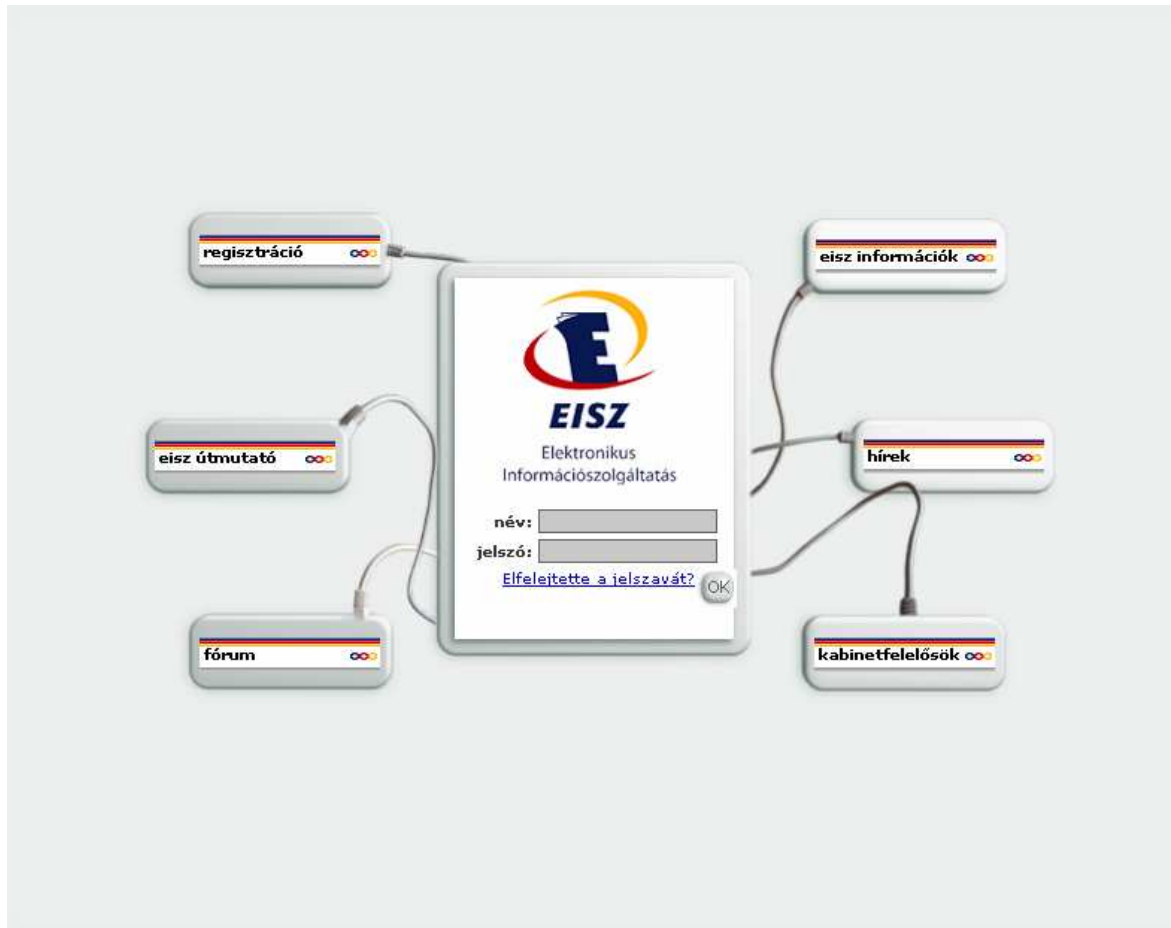 regisztráció
eisz információk
EISZ
eisz útmutató
Elektronikus
Információszolgáltatás
hírek
név:
jelszó:
Elfelejtette a jelszavát?
OK
fórum
kabinetfelelősök